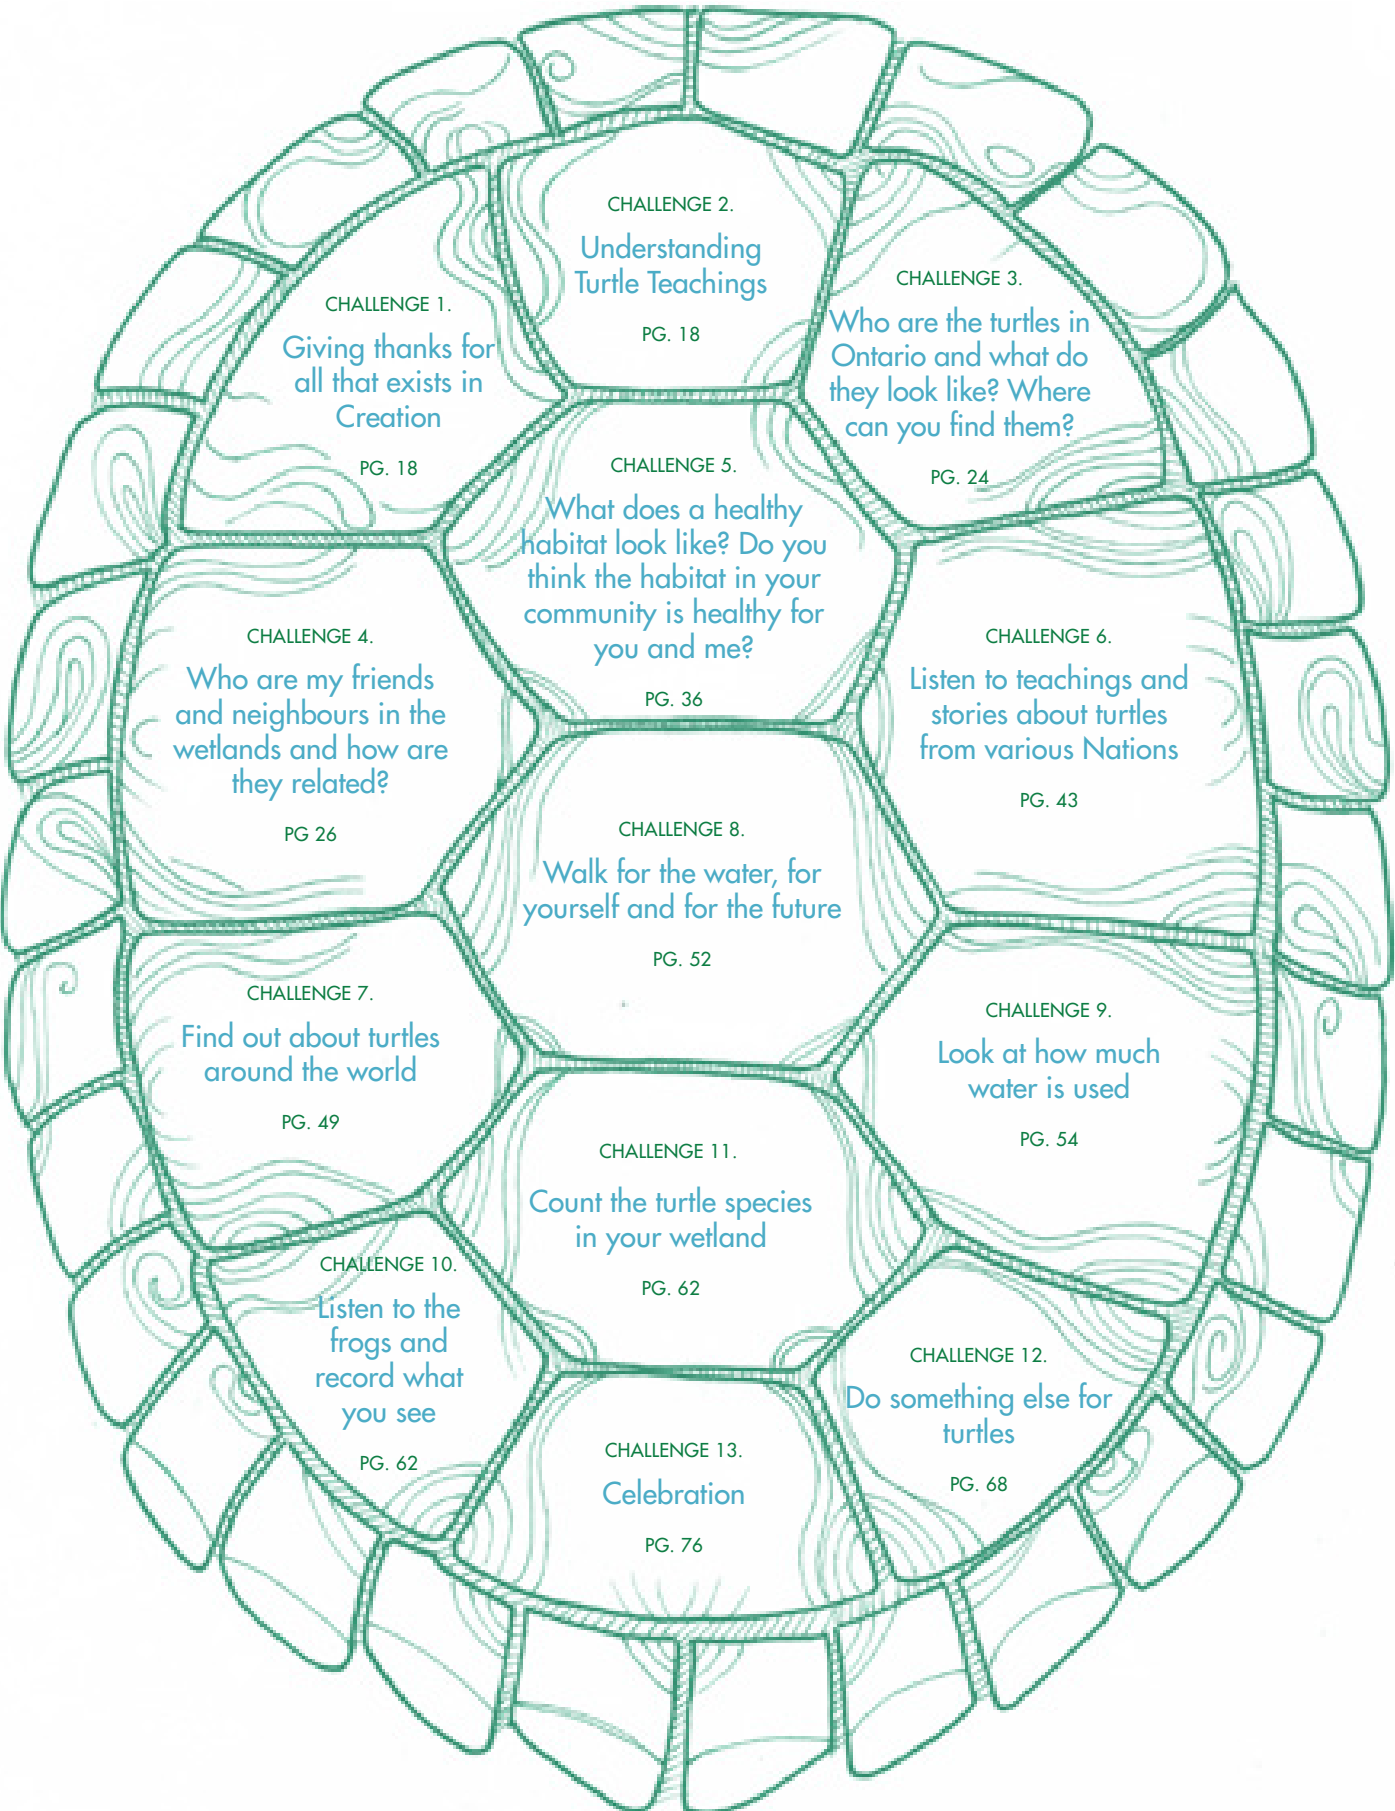 CHALLENGE 1.
Giving thanks for
all that exists in
Creation
PG. 18
CHALLENGE 2.
Understanding
Turtle Teachings
PG. 18
CHALLENGE 3.
Who are the turtles in
Ontario and what do
they look like? Where
can you find them?
PG. 24
CHALLENGE 4.
Who are my friends
and neighbours in the
wetlands and how are
they related?
PG 26
CHALLENGE 5.
What does a healthy
habitat look like? Do you
think the habitat in your
community is healthy for
you and me?
PG. 36
CHALLENGE 6.
Listen to teachings and
stories about turtles
from various Nations
PG. 43
CHALLENGE 7.
Find out about turtles
around the world
PG. 49
CHALLENGE 8.
Walk for the water, for
yourself and for the future
PG. 52
CHALLENGE 9.
Look at how much
water is used
PG. 54
CHALLENGE 10.
Listen to the
frogs and
record what
you see
PG. 62
CHALLENGE 11.
Count the turtle species
in your wetland
PG. 62
CHALLENGE 12.
Do something else for
turtles
PG. 68
CHALLENGE 13.
Celebration
PG. 76